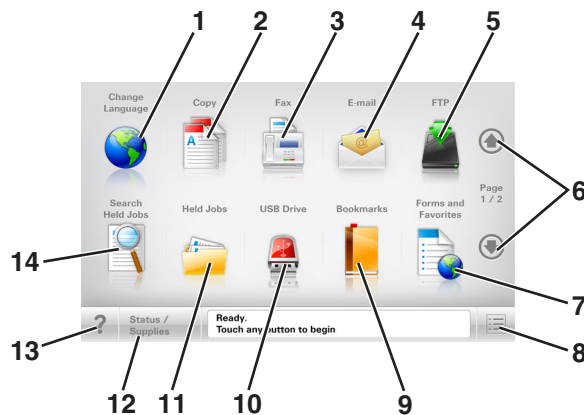 1 2 3 4 5
Change
Language
Copy
Fax
E-mail
FTP
A
@
6
Page
1 / 2
Search
Held Jobs
Held Jobs
USB Drive
Bookmarks
Forms and
Favorites
14
7
?
Status /
Supplies
Ready.
Touch any button to begin
13
12
11
10
9
8